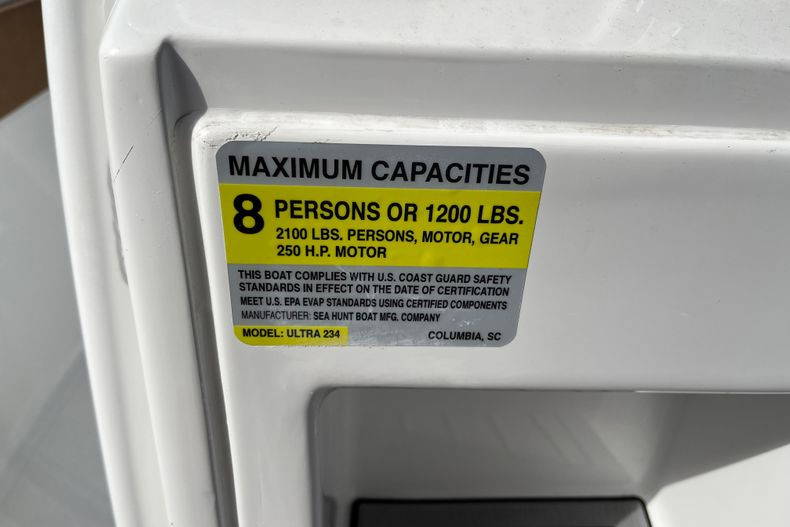 MAXIMUM CAPACITIES
8 PERSONS OR 1200 LBS.
2100 LBS. PERSONS, MOTOR, GEAR
250 H.P. MOTOR
THIS BOAT COMPLIES WITH U.S. COAST GUARD SAFETY
STANDARDS IN EFFECT ON THE DATE OF CERTIFICATION
MEET U.S. EPA EVAP STANDARDS USING CERTIFIED COMPONENTS
MANUFACTURER: SEA HUNT BOAT MFG. COMPANY
MODEL: ULTRA 234 COLUMBIA, SC